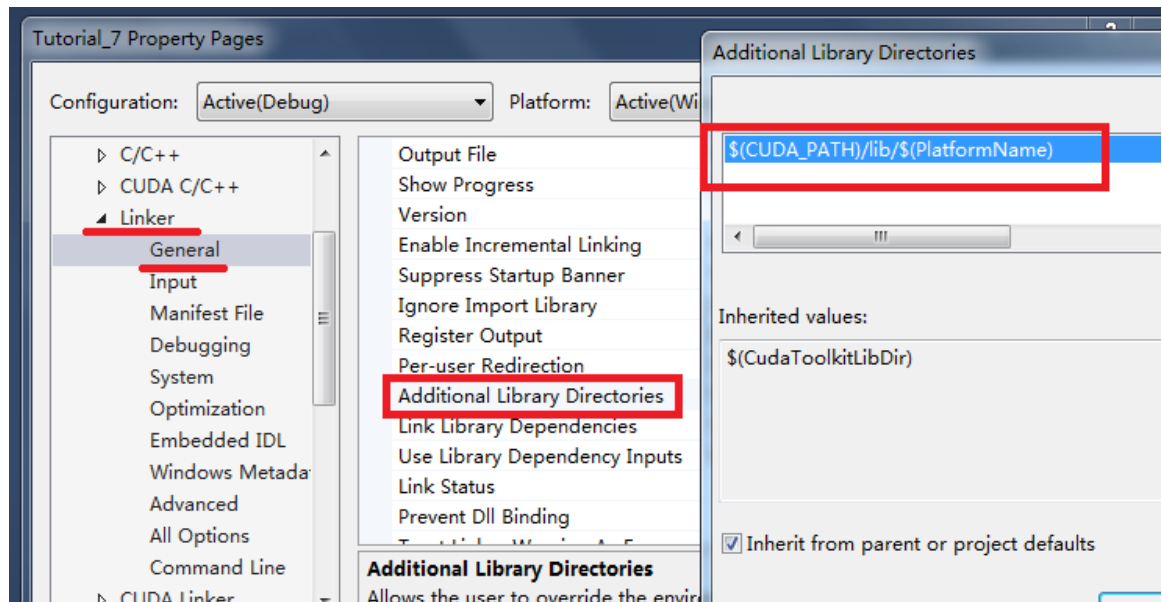 Tutorial_7 Property Pages
Configuration: Active(Debug) Platform: Active(Wi
C/C++
CUDA C/C++
Linker
General
Input
Manifest File
Debugging
System
Optimization
Embedded IDL
Windows Metada
Advanced
All Options
Command Line
CUDA Linker
Output File
Show Progress
Version
Enable Incremental Linking
Suppress Startup Banner
Ignore Import Library
Register Output
Per-user Redirection
Additional Library Directories
Link Library Dependencies
Use Library Dependency Inputs
Link Status
Prevent Dll Binding
Additional Library Directories
Allows the user to override the envir
Additional Library Directories
$(CUDA_PATH)/lib/$(PlatformName)
Inherited values:
$(CudaToolkitLibDir)
Inherit from parent or project defaults